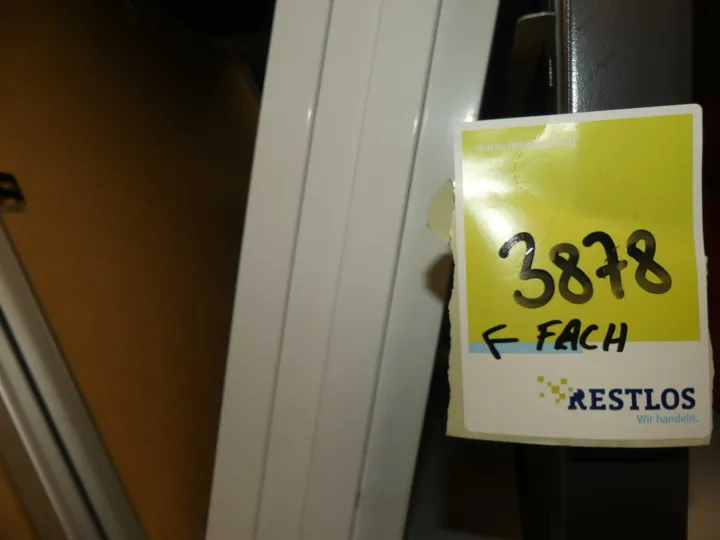 3878
FACH
RESTLOS
Wir handeln.